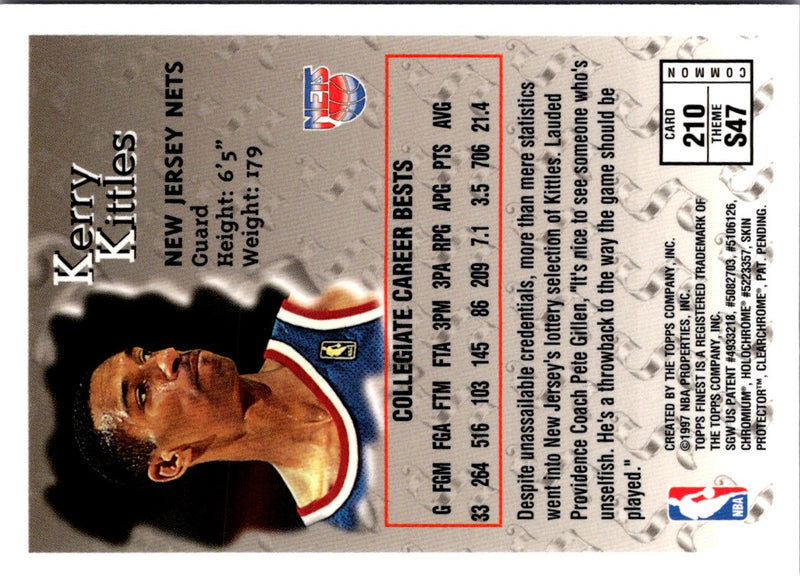 Kerry
Kittles
NEW JERSEY NETS
Guard
Height: 6'5"
Weight: 179
NETS
COLLEGIATE CAREER BESTS
G FGM FGA FTM FTA 3PM 3PA RPG APG PTS AVG
33 264 516 103 145 86 209 7.1 3.5 706 21.4
Despite unassailable credentials, more than mere statistics
went into New Jersey's lottery selection of Kittles. Lauded
Providence Coach Pete Gillen, "It's nice to see someone who's
unselfish. He's a throwback to the way the game should be
played."
CARD
210
THEME
S47
COMMON
NBA
CREATED BY THE TOPPS COMPANY, INC.
©1997 NBA PROPERTIES, INC.
TOPPS FINEST IS A REGISTERED TRADEMARK OF
THE TOPPS COMPANY, INC.
SGW US PATENT #4933218, #5082703, #5106126,
CHROMIUM® HOLOCHROME® #5223357, SKIN
PROTECTOR™, CLEARCHROME®, PAT. PENDING.